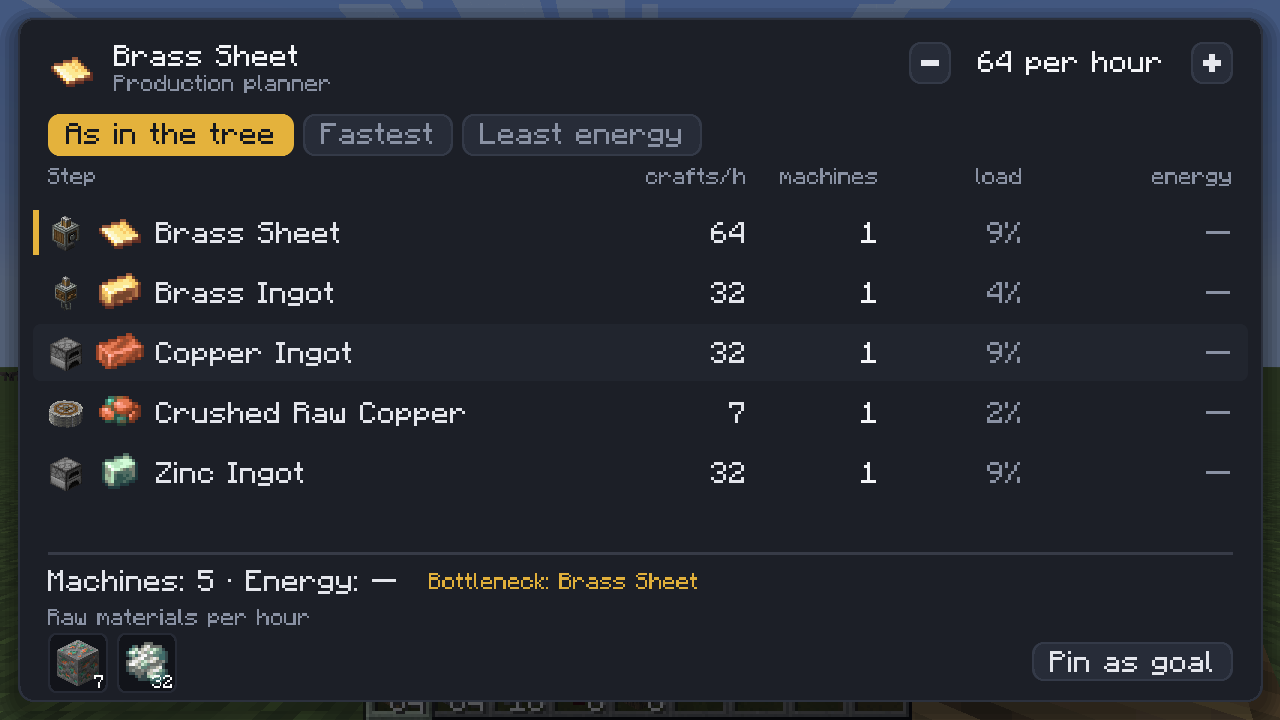 Brass Sheet
Production planner
− 64 per hour +
As in the tree Fastest Least energy
Step crafts/h machines load energy
Brass Sheet 64 1 9% —
Brass Ingot 32 1 4% —
Copper Ingot 32 1 9% —
Crushed Raw Copper 7 1 2% —
Zinc Ingot 32 1 9% —
Machines: 5 · Energy: — Bottleneck: Brass Sheet
Raw materials per hour
7 32
Pin as goal